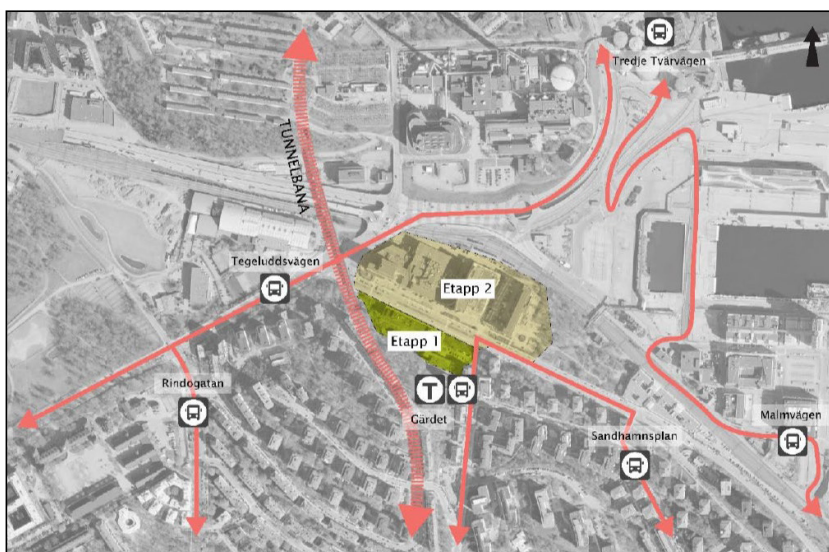 Tredje Tvärvägen
TUNNELBANA
Tegeluddsvägen
Etapp 2
Etapp 1
Rindogatan
T
Gärdet
Sandhamnsplan
Malmvägen